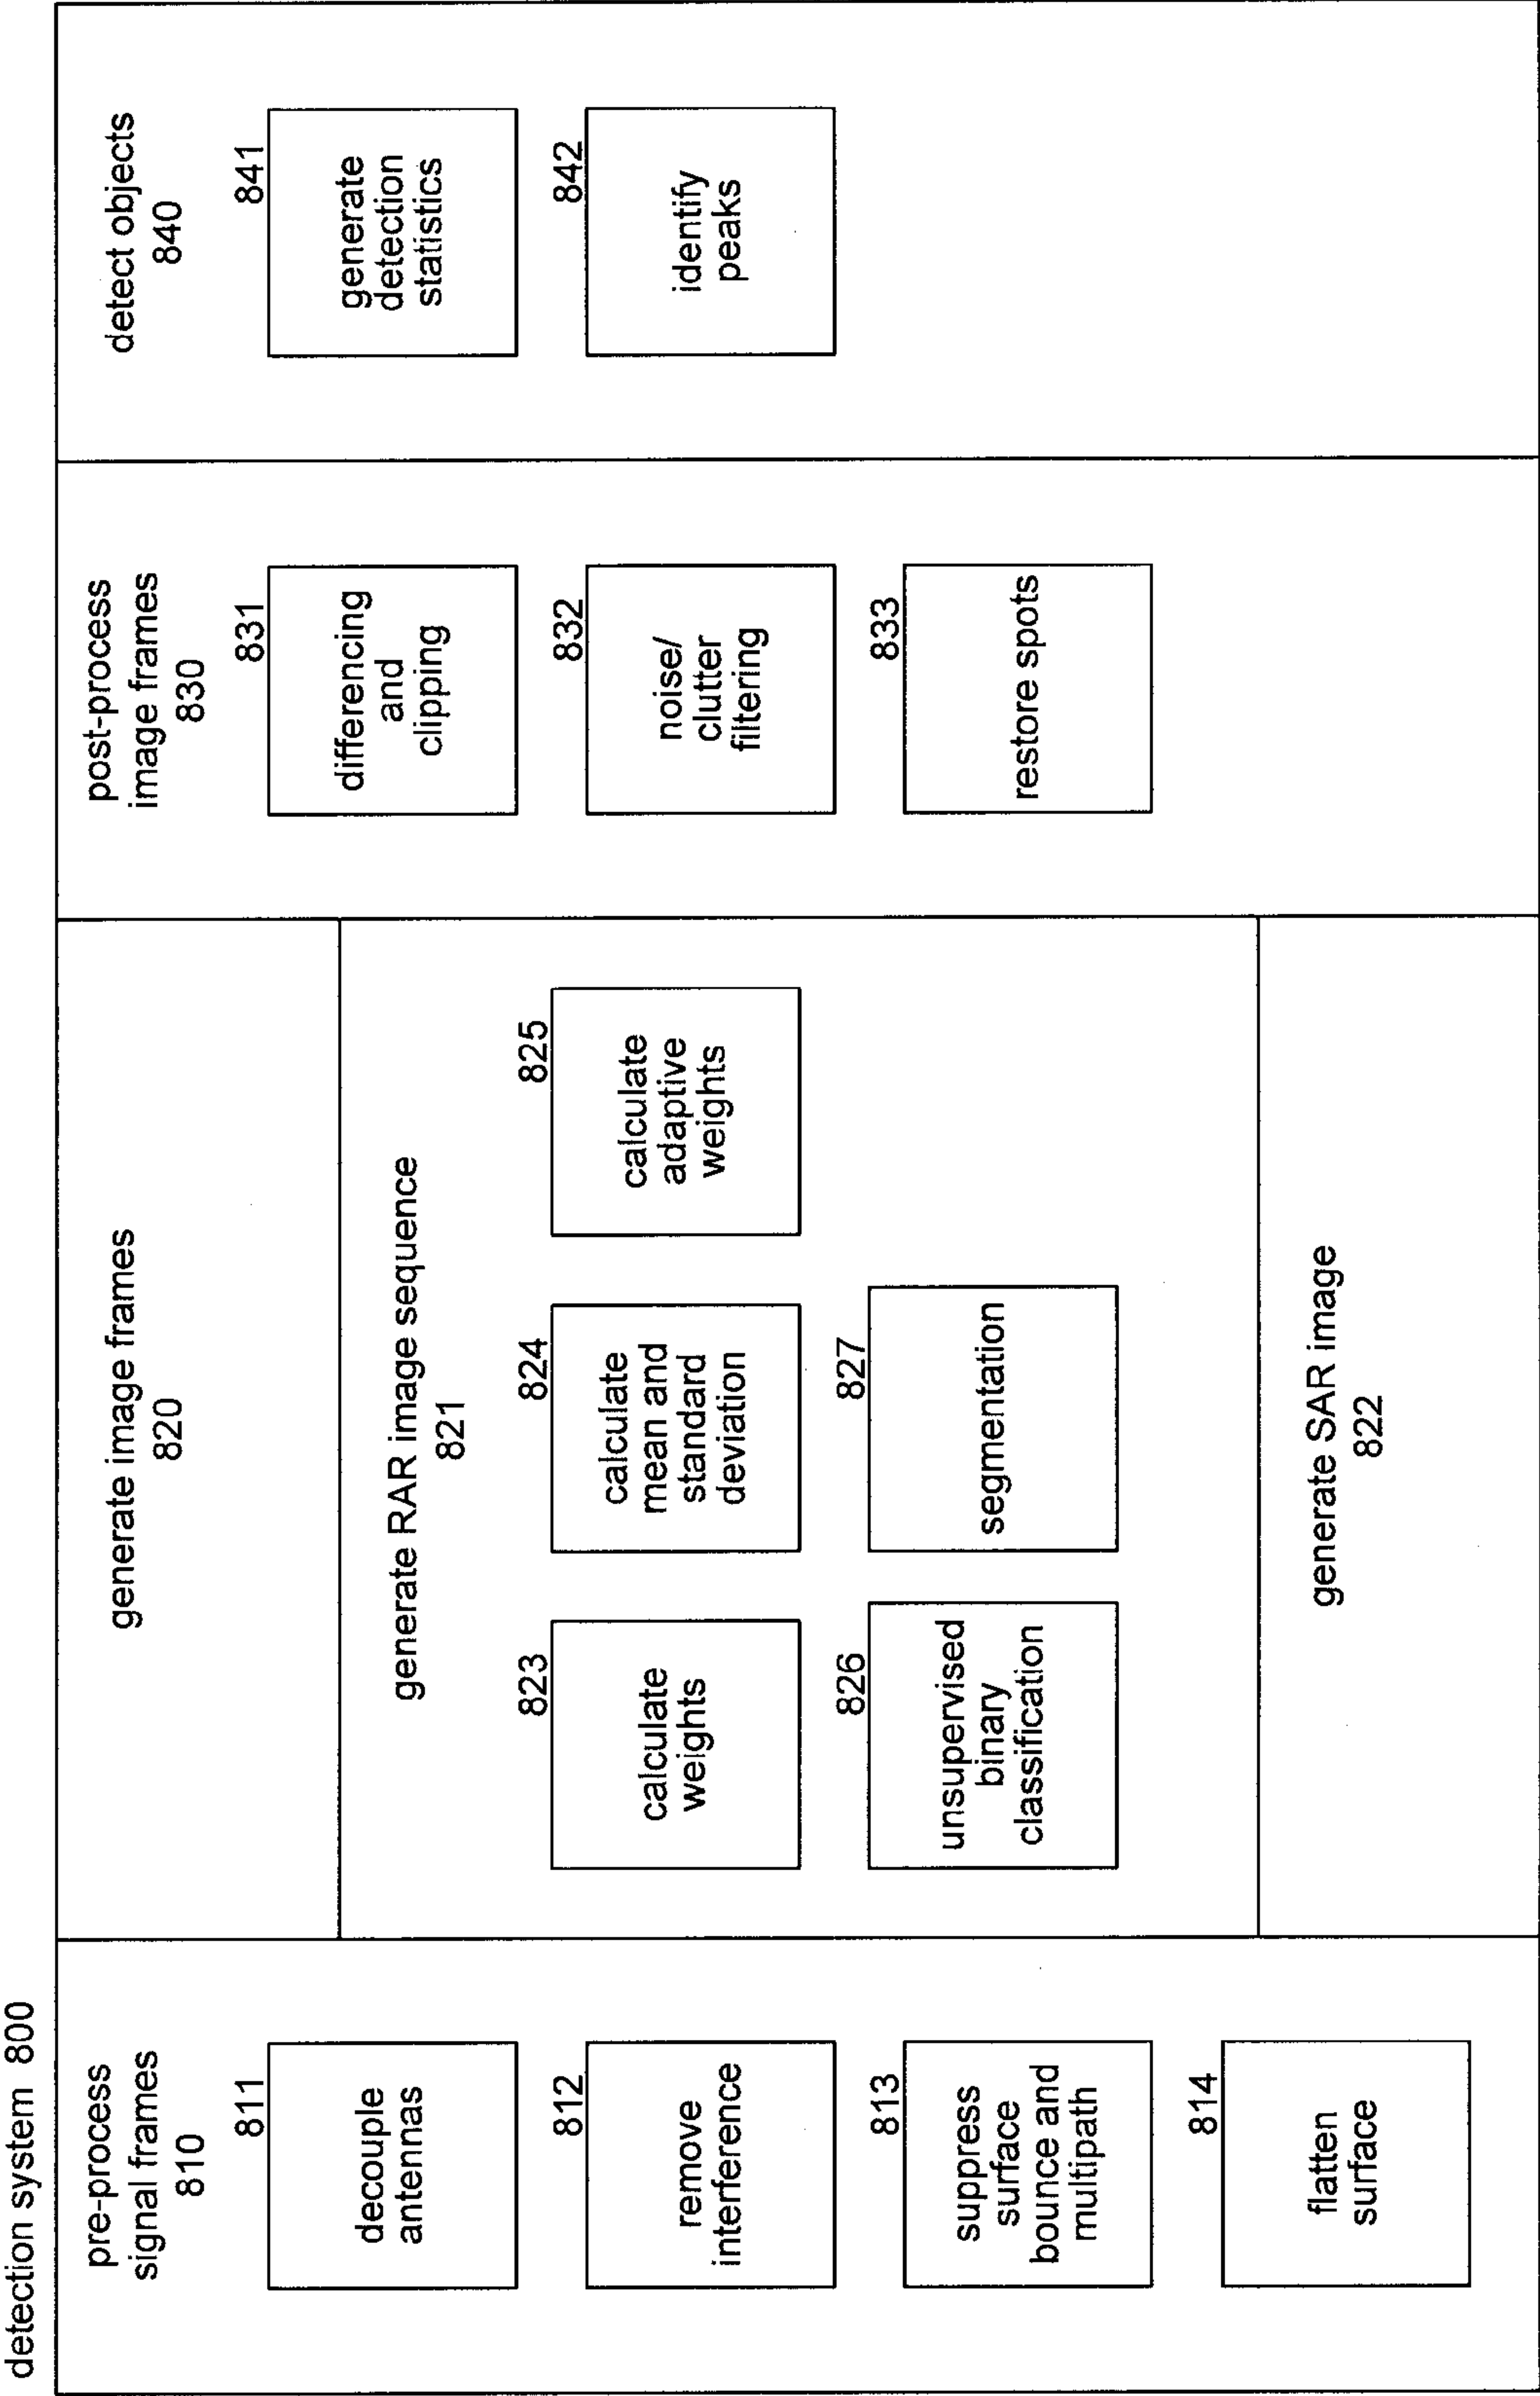 detection system 800
pre-process
signal frames
810
811
decouple
antennas
812
remove
interference
813
suppress
surface
bounce and
multipath
814
flatten
surface
generate image frames
820
generate RAR image sequence
821
823
calculate
weights
824
calculate
mean and
standard
deviation
825
calculate
adaptive
weights
826
unsupervised
binary
classification
827
segmentation
generate SAR image
822
post-process
image frames
830
831
differencing
and
clipping
832
noise/
clutter
filtering
833
restore spots
detect objects
840
841
generate
detection
statistics
842
identify
peaks